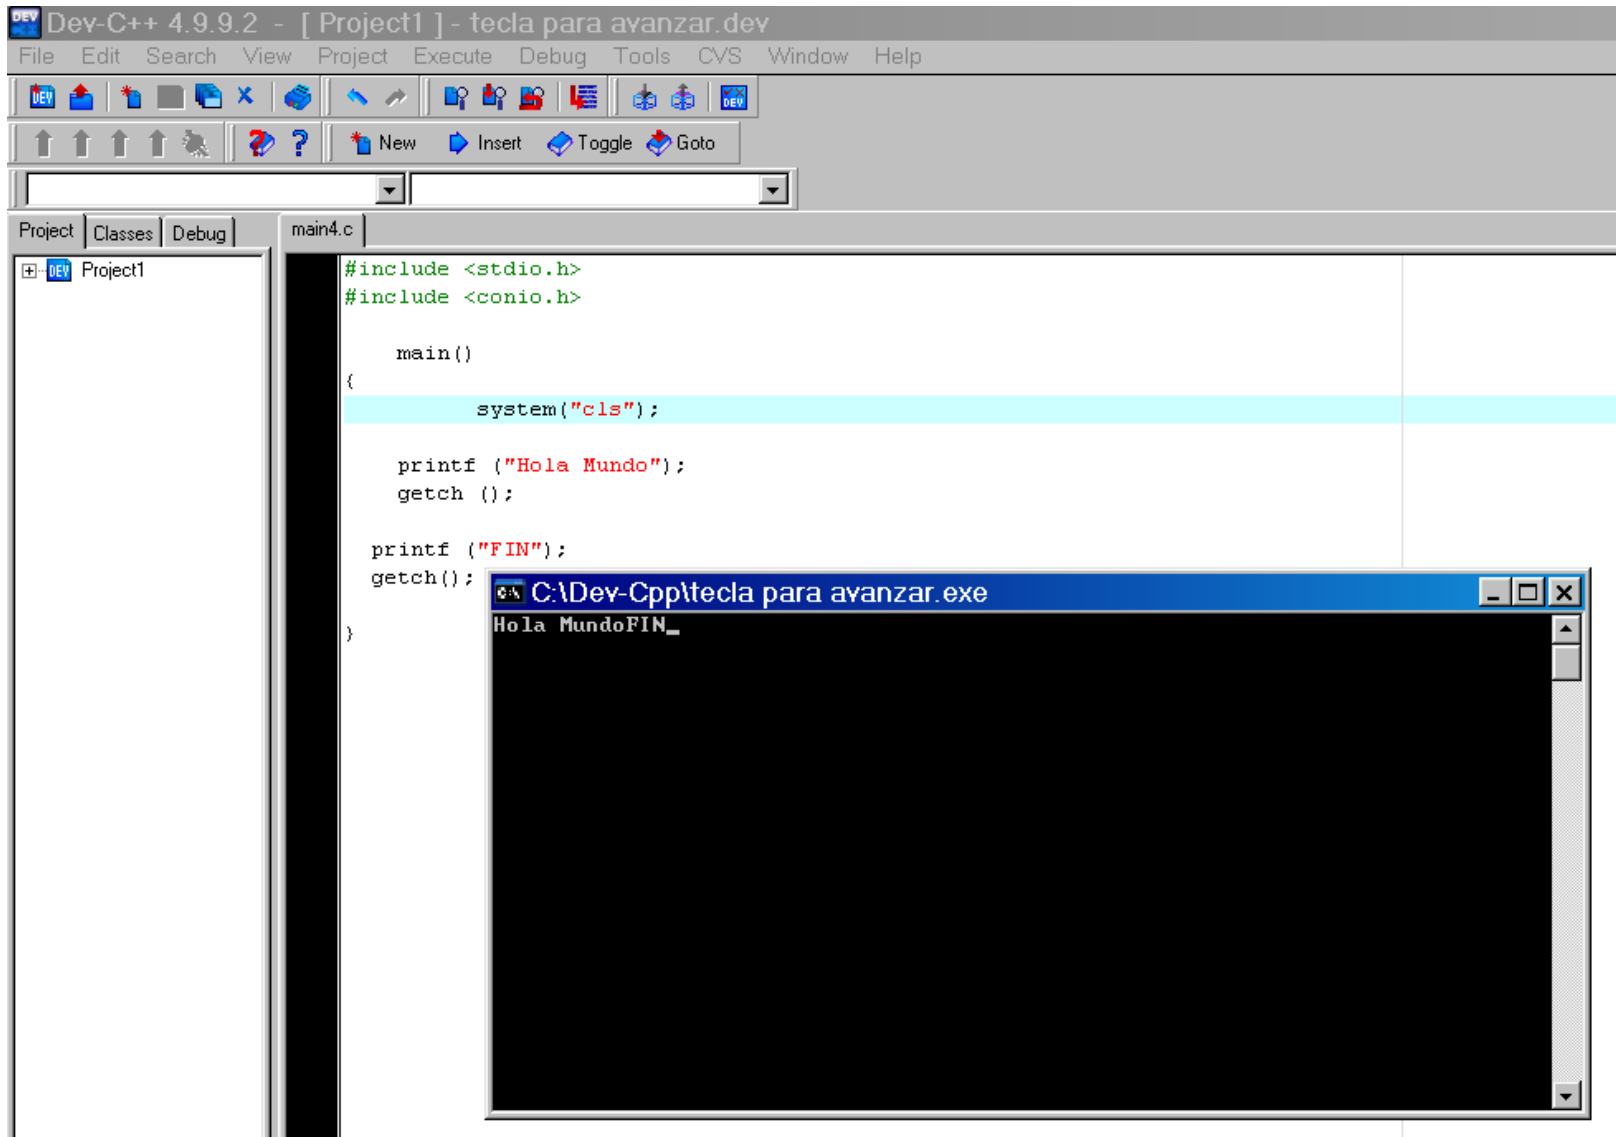 Dev-C++ 4.9.9.2 - [ Project1 ] - tecla para avanzar.dev
File Edit Search View Project Execute Debug Tools CVS Window Help
New Insert Toggle Goto
Project Classes Debug main4.c
Project1
#include <stdio.h>
#include <conio.h>
main()
{
system("cls");
printf ("Hola Mundo");
getch ();
printf ("FIN");
getch();
}
C:\Dev-Cpp\tecla para avanzar.exe
Hola MundoFIN_